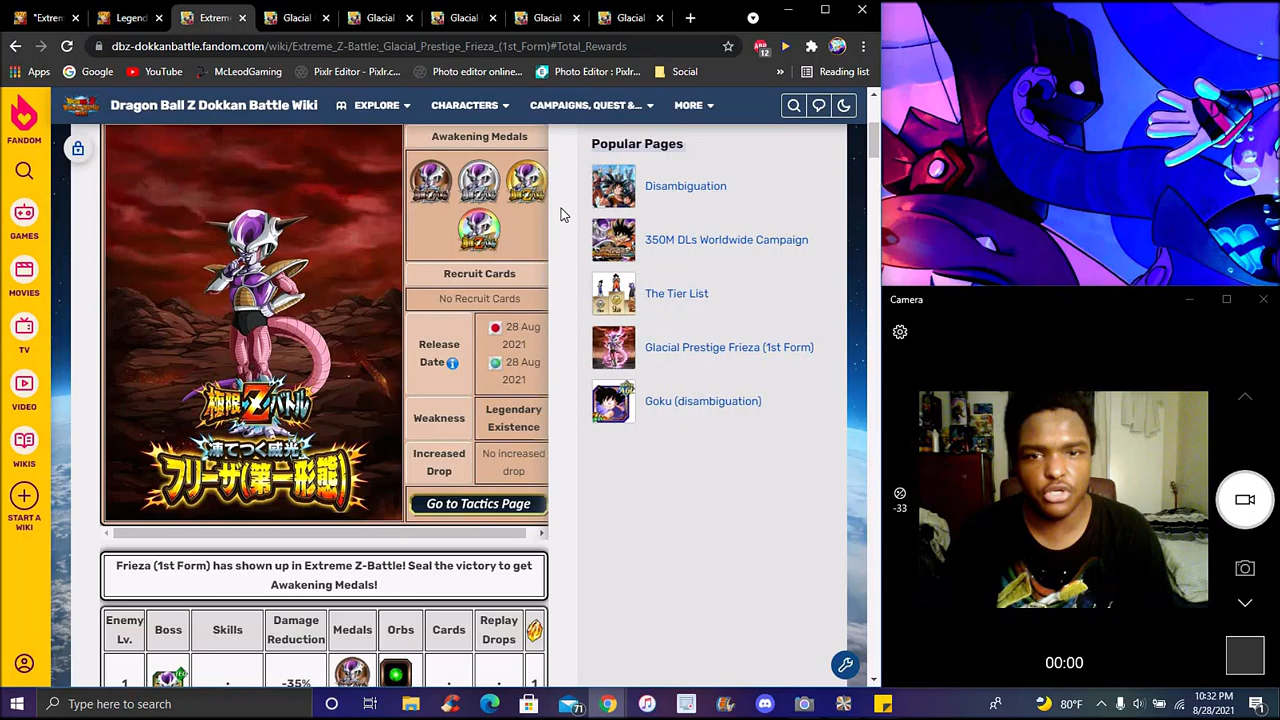 "Ex
Legend
Extreme
Glacial
Glacial
Glacial
Glacial
Glacial
dbz-dokkanbattle.fandom.com/wiki/Extreme_Z-Battle:_Glacial_Prestige_Frieza_(1st_Form)#Total_Rewards
12
Apps Google YouTube McLeodGaming Pixlr Editor - Pixlr.c... Photo editor online... Photo Editor : Pixlr... Social » Reading list
Dragon Ball Z Dokkan Battle Wiki EXPLORE CHARACTERS CAMPAIGNS, QUEST &... MORE
FANDOM
GAMES
MOVIES
TV
VIDEO
WIKIS
START A
WIKI
極限Zバトル
凍てつく威光
フリーザ(第一形態)
Awakening Medals
Recruit Cards
No Recruit Cards
Release
Date
28 Aug
2021
28 Aug
2021
Weakness
Legendary
Existence
Increased
Drop
No increased
drop
Go to Tactics Page
Frieza (1st Form) has shown up in Extreme Z-Battle! Seal the victory to get
Awakening Medals!
Enemy
Lv.
Boss
Skills
Damage
Reduction
Medals
Orbs
Cards
Replay
Drops
1
-
-35%
-
-
1
Popular Pages
Disambiguation
350M DLs Worldwide Campaign
The Tier List
Glacial Prestige Frieza (1st Form)
Goku (disambiguation)
Camera
-33
00:00
Type here to search
71
80°F
10:32 PM
8/28/2021